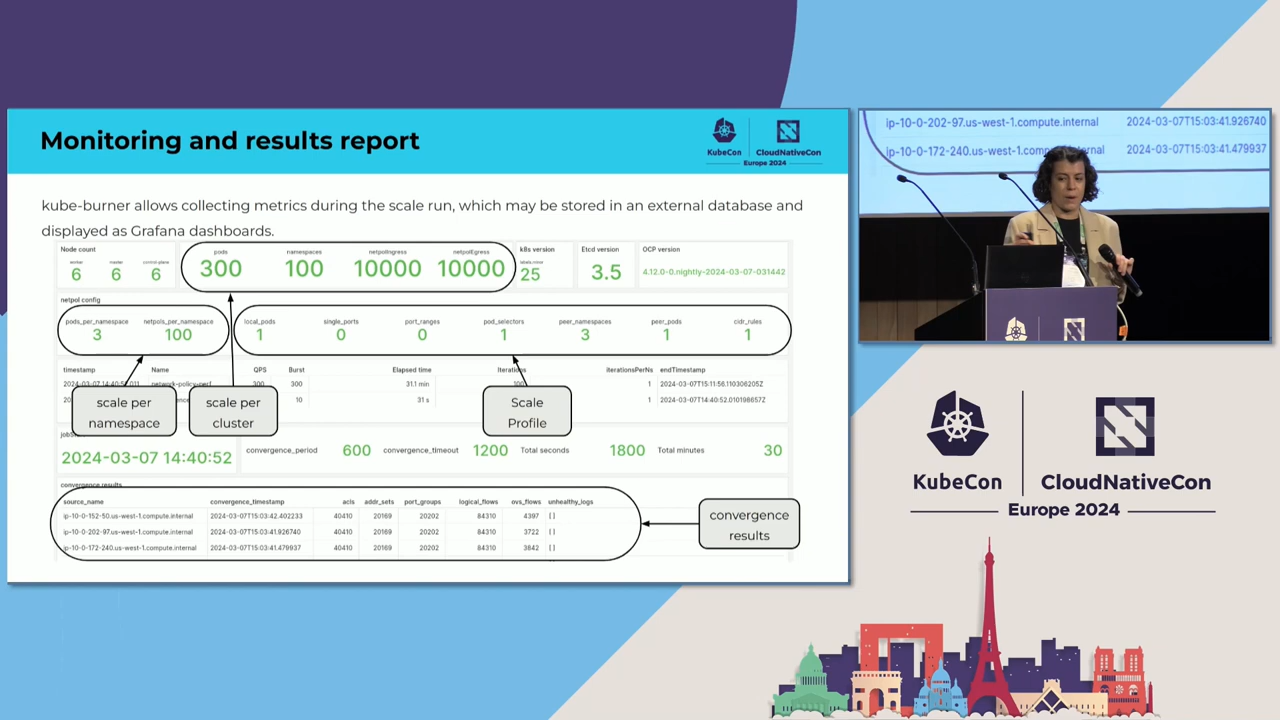 Monitoring and results report
KubeCon
CloudNativeCon
Europe 2024
kube-burner allows collecting metrics during the scale run, which may be stored in an external database and
displayed as Grafana dashboards.
Node count
worker master control-plane
6 6 6
pods namespaces netpolIngress netpolEgress
300 100 10000 10000
k8s version
labels.minor
25
Etcd version
3.5
OCP version
4.12.0-0.nightly-2024-03-07-031442
netpol config
pods_per_namespace netpols_per_namespace
3 100
local_pods single_ports port_ranges pod_selectors peer_namespaces peer_pods cidr_rules
1 0 0 1 3 1 1
timestamp Name QPS Burst Elapsed time Iterations iterationsPerNs endTimestamp
network-policy-perf 300 300 31.1 min 100 1 2024-03-07T15:11:56.110306205Z
10 31 s 1 2024-03-07T14:40:52.010198657Z
scale per
namespace
scale per
cluster
Scale
Profile
2024-03-07 14:40:52
convergence_period 600 convergence_timeout 1200 Total seconds 1800 Total minutes 30
convergence results
source_name convergence_timestamp acls addr_sets port_groups logical_flows ovs_flows unhealthy_logs
ip-10-0-152-50.us-west-1.compute.internal 2024-03-07T15:03:42.402233 40410 20169 20202 84310 4397 []
ip-10-0-202-97.us-west-1.compute.internal 2024-03-07T15:03:41.926740 40410 20169 20202 84310 3722 []
ip-10-0-172-240.us-west-1.compute.internal 2024-03-07T15:03:41.479937 40410 20169 20202 84310 3842 []
convergence
results
ip-10-0-202-97.us-west-1.compute.internal 2024-03-07T15:03:41.926740
ip-10-0-172-240.us-west-1.compute.internal 2024-03-07T15:03:41.479937
KubeCon
CloudNativeCon
Europe 2024